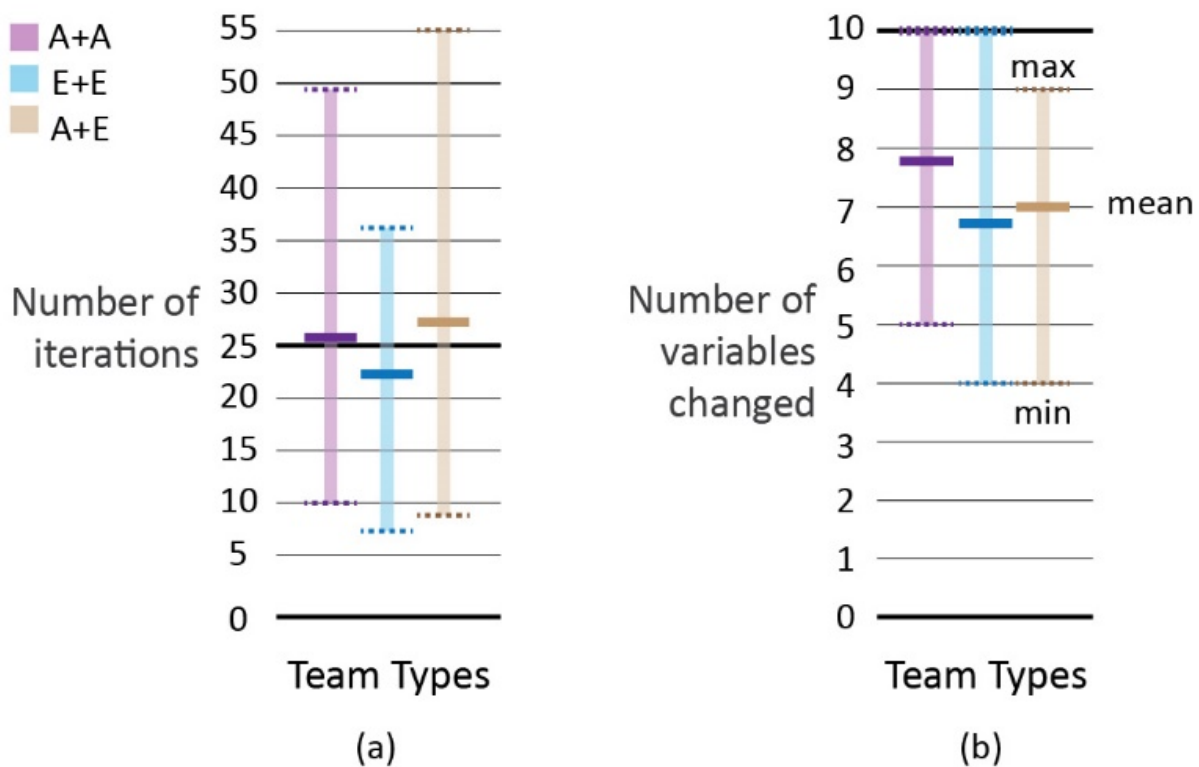 A+A
E+E
A+E
55
50
45
40
35
30
25
20
15
10
5
0
Number of
iterations
Team Types
(a)
10
9
8
7
6
5
4
3
2
1
0
max
mean
min
Number of
variables
changed
Team Types
(b)